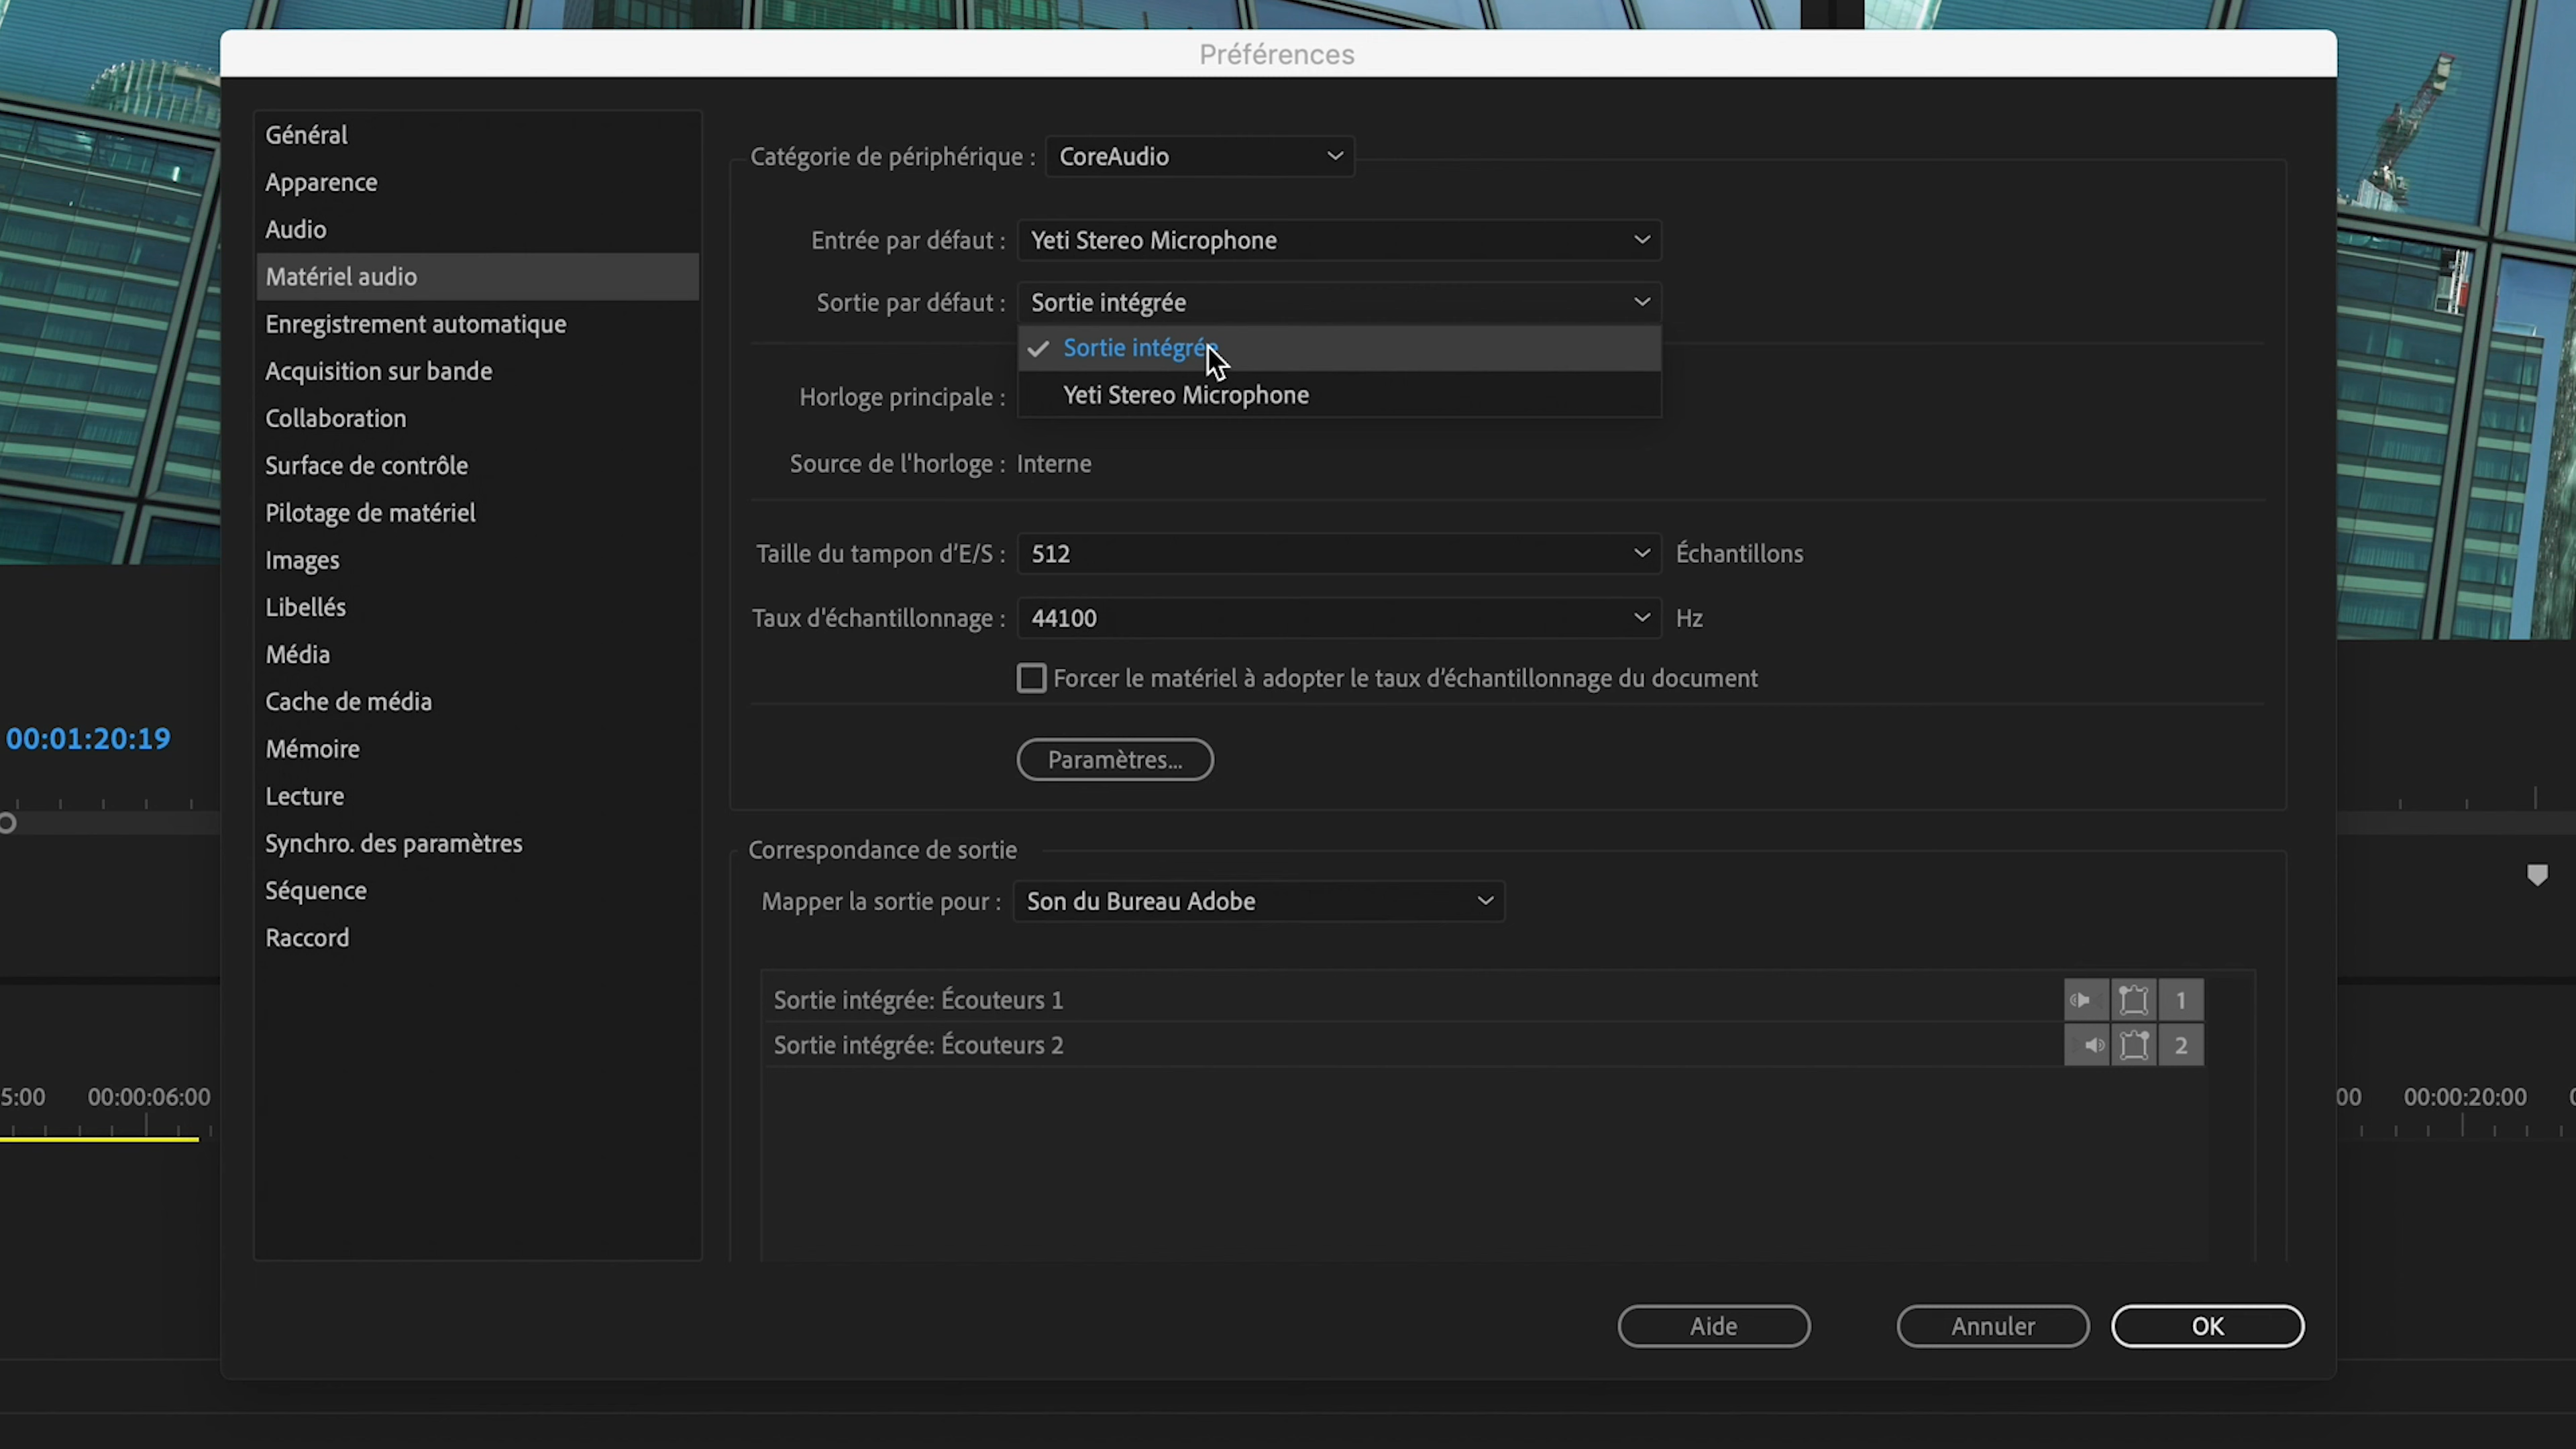 Préférences
Général
Apparence
Audio
Matériel audio
Enregistrement automatique
Acquisition sur bande
Collaboration
Surface de contrôle
Pilotage de matériel
Images
Libellés
Média
Cache de média
Mémoire
Lecture
Synchro. des paramètres
Séquence
Raccord
Catégorie de périphérique : CoreAudio
Entrée par défaut : Yeti Stereo Microphone
Sortie par défaut : Sortie intégrée
Sortie intégrée
Yeti Stereo Microphone
Horloge principale :
Source de l'horloge : Interne
Taille du tampon d’E/S : 512 Échantillons
Taux d'échantillonnage : 44100 Hz
Forcer le matériel à adopter le taux d’échantillonnage du document
Paramètres...
Correspondance de sortie
Mapper la sortie pour : Son du Bureau Adobe
Sortie intégrée: Écouteurs 1 1
Sortie intégrée: Écouteurs 2 2
Aide Annuler OK
00:01:20:19
5:00 00:00:06:00
00 00:00:20:00